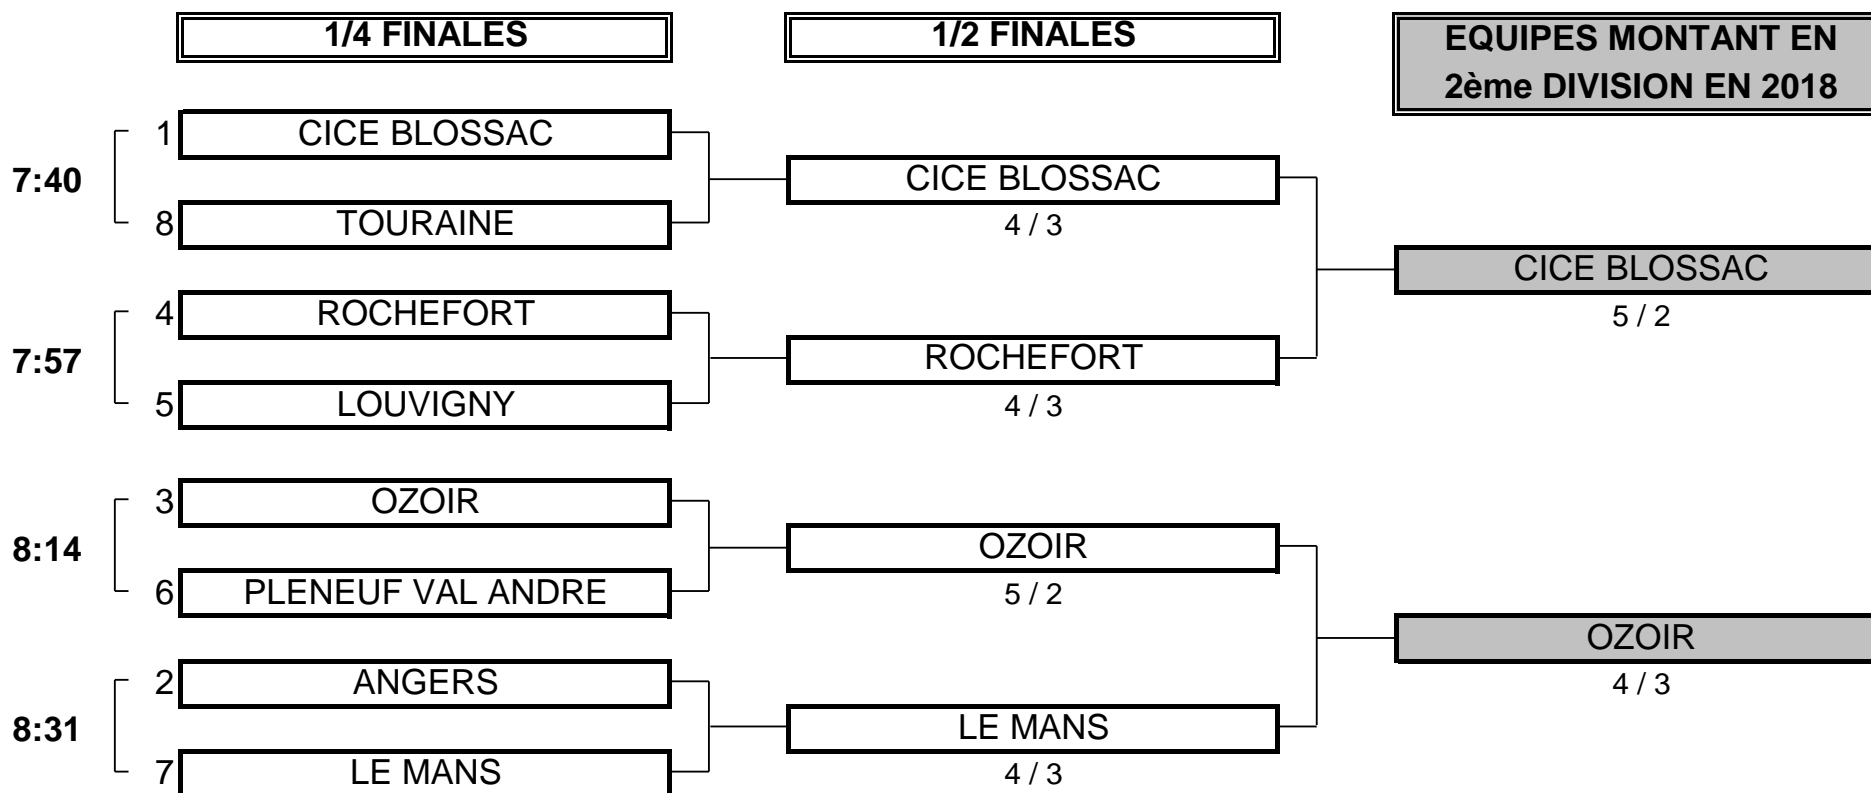 1/4 FINALES
1/2 FINALES
EQUIPES MONTANT EN
2ème DIVISION EN 2018
7:40
1 CICE BLOSSAC
8 TOURAINE
CICE BLOSSAC
4 / 3
CICE BLOSSAC
5 / 2
7:57
4 ROCHEFORT
5 LOUVIGNY
ROCHEFORT
4 / 3
8:14
3 OZOIR
6 PLENEUF VAL ANDRE
OZOIR
5 / 2
OZOIR
4 / 3
8:31
2 ANGERS
7 LE MANS
LE MANS
4 / 3